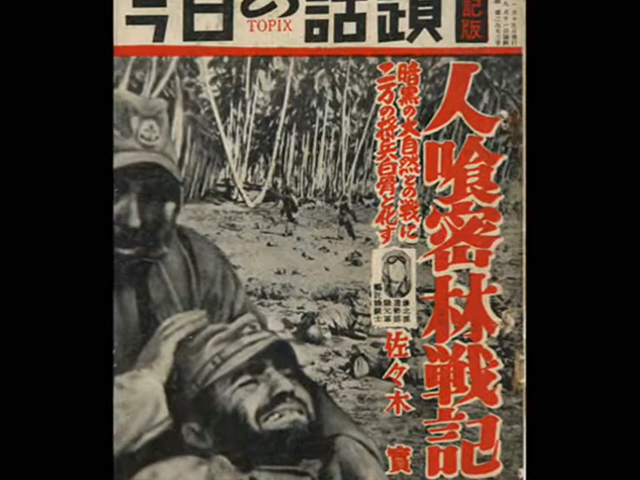 今日の話題
TOPIX
記版
人喰密林戦記
暗黒の大自然との戦に
二万の将兵白骨と化す
佐々木 實